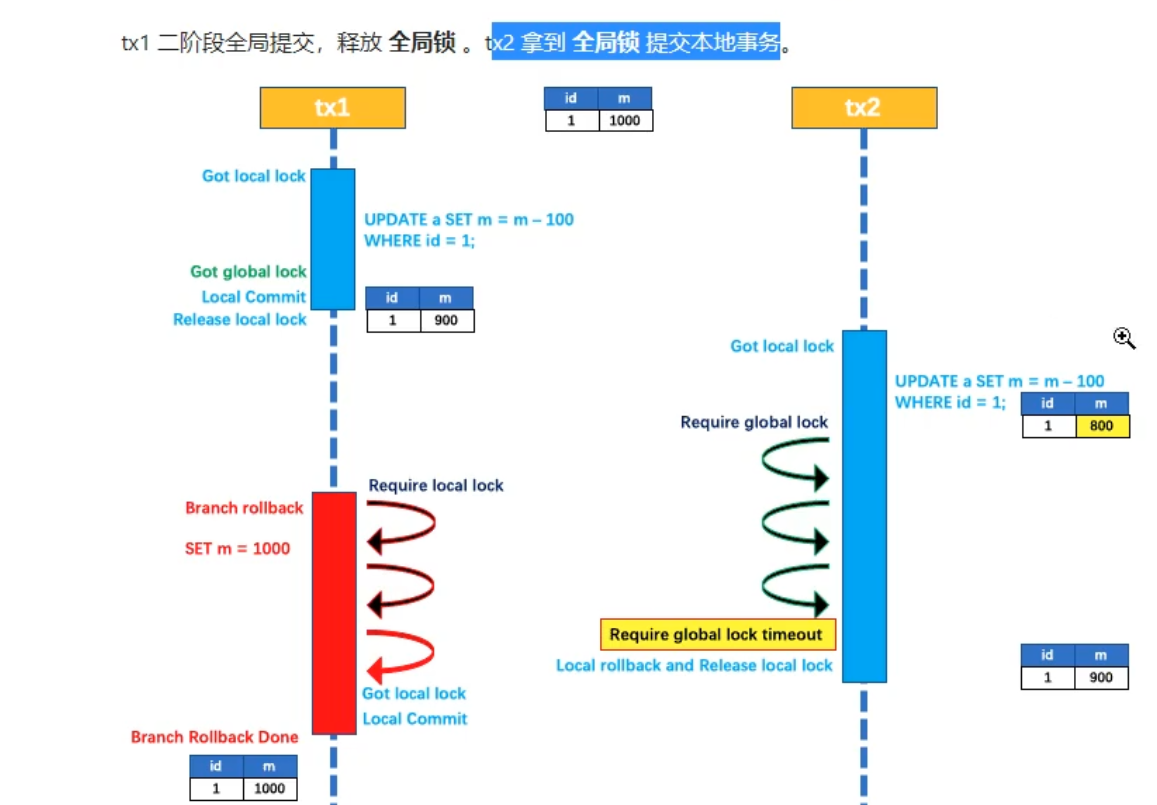 tx1 二阶段全局提交，释放 全局锁 。tx2 拿到 全局锁 提交本地事务。
tx1
id m
1 1000
tx2
Got local lock
UPDATE a SET m = m – 100
WHERE id = 1;
Got global lock
Local Commit
Release local lock
id m
1 900
Got local lock
UPDATE a SET m = m – 100
WHERE id = 1;
id m
1 800
Require global lock
Require local lock
Branch rollback
SET m = 1000
Require global lock timeout
Local rollback and Release local lock
id m
1 900
Got local lock
Local Commit
Branch Rollback Done
id m
1 1000